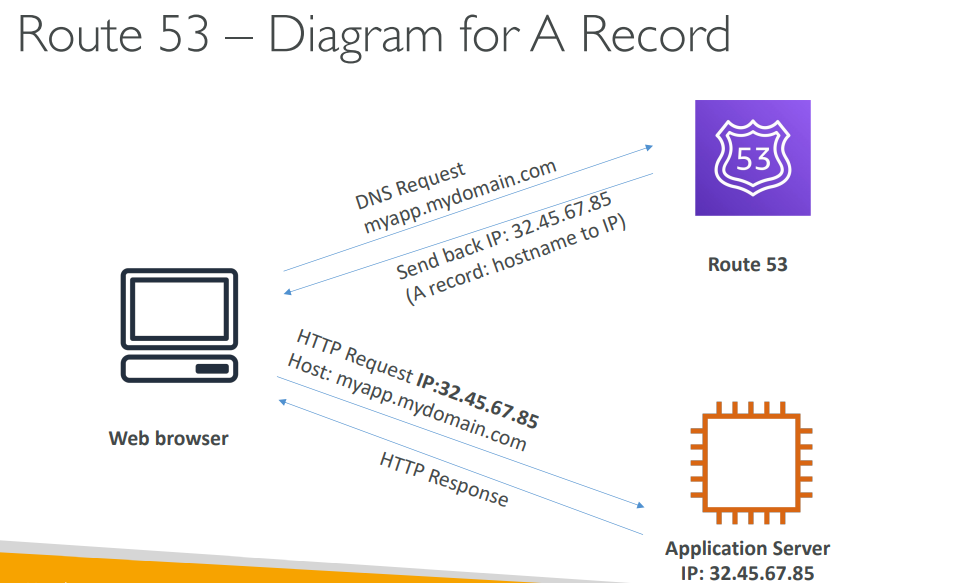 Route 53 – Diagram for A Record
53
DNS Request
myapp.mydomain.com
Send back IP: 32.45.67.85
(A record: hostname to IP)
Route 53
HTTP Request IP:32.45.67.85
Host: myapp.mydomain.com
Web browser
HTTP Response
Application Server
IP: 32.45.67.85